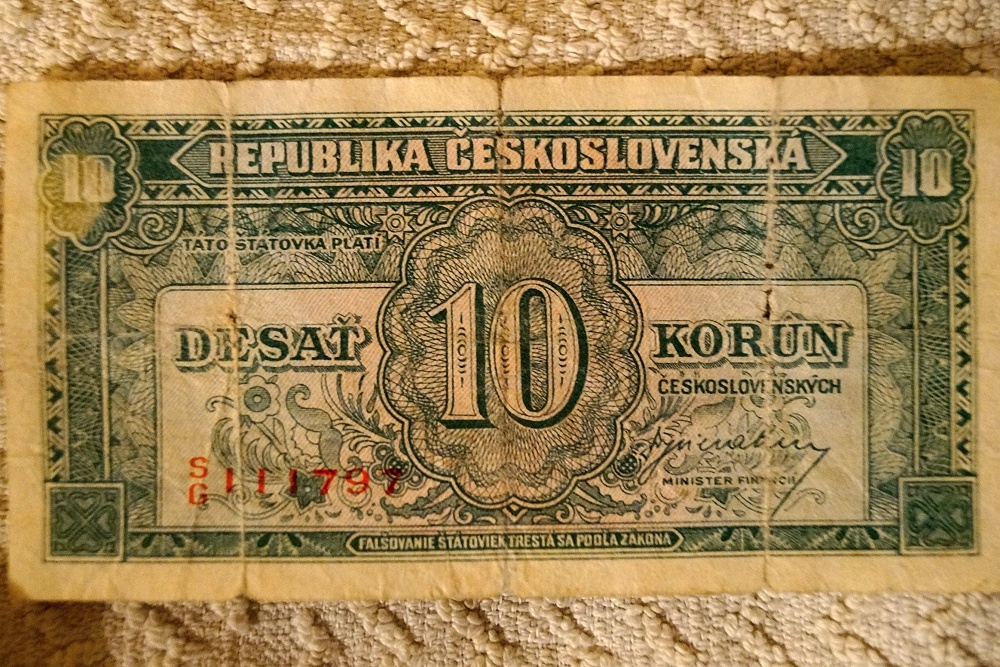 10 REPUBLIKA ČESKOSLOVENSKÁ 10
TÁTO ŠTÁTOVKA PLATÍ
DESAŤ 10 KORÚN
ČESKOSLOVENSKÝCH
S
G 111797
MINISTER FINANCIÍ
FALŠOVANIE ŠTÁTOVIEK TRESTÁ SA PODĽA ZÁKONA